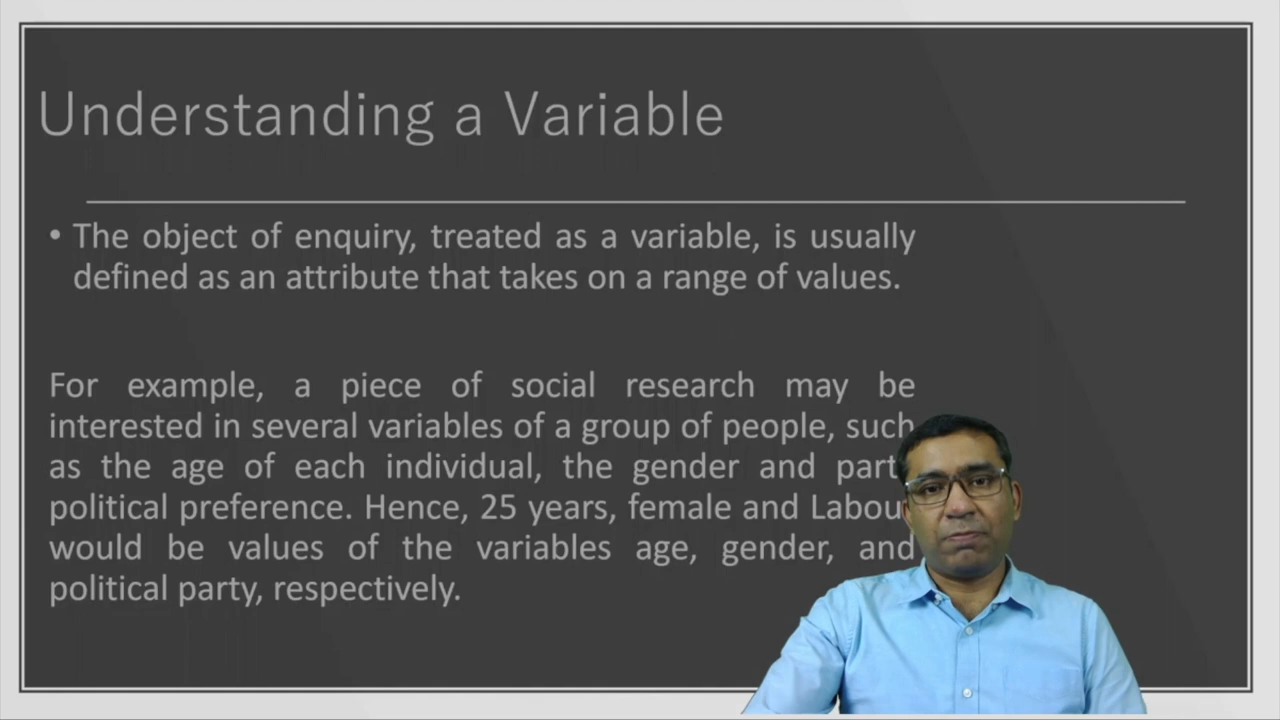 Understanding a Variable
• The object of enquiry, treated as a variable, is usually
defined as an attribute that takes on a range of values.
For example, a piece of social research may be
interested in several variables of a group of people, such
as the age of each individual, the gender and
political preference. Hence, 25 years, female and
would be values of the variables age, gender, and
political party, respectively.